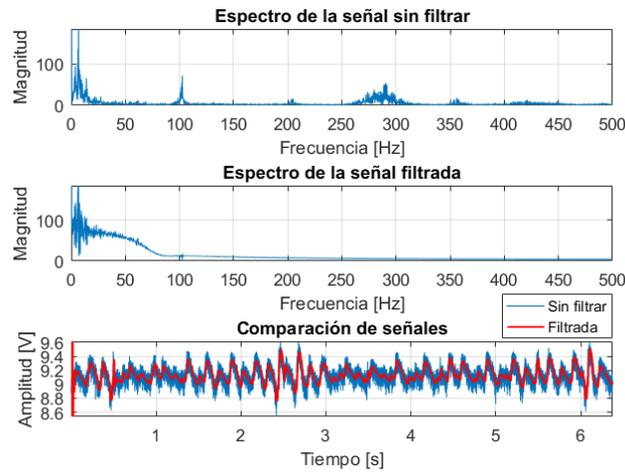 Espectro de la señal sin filtrar
Magnitud
100
0
0 50 100 150 200 250 300 350 400 450 500
Frecuencia [Hz]
Espectro de la señal filtrada
Magnitud
100
0
0 50 100 150 200 250 300 350 400 450 500
Frecuencia [Hz]
Sin filtrar
Filtrada
Comparación de señales
Amplitud [V]
9.6
9.4
9.2
9
8.8
8.6
1 2 3 4 5 6
Tiempo [s]